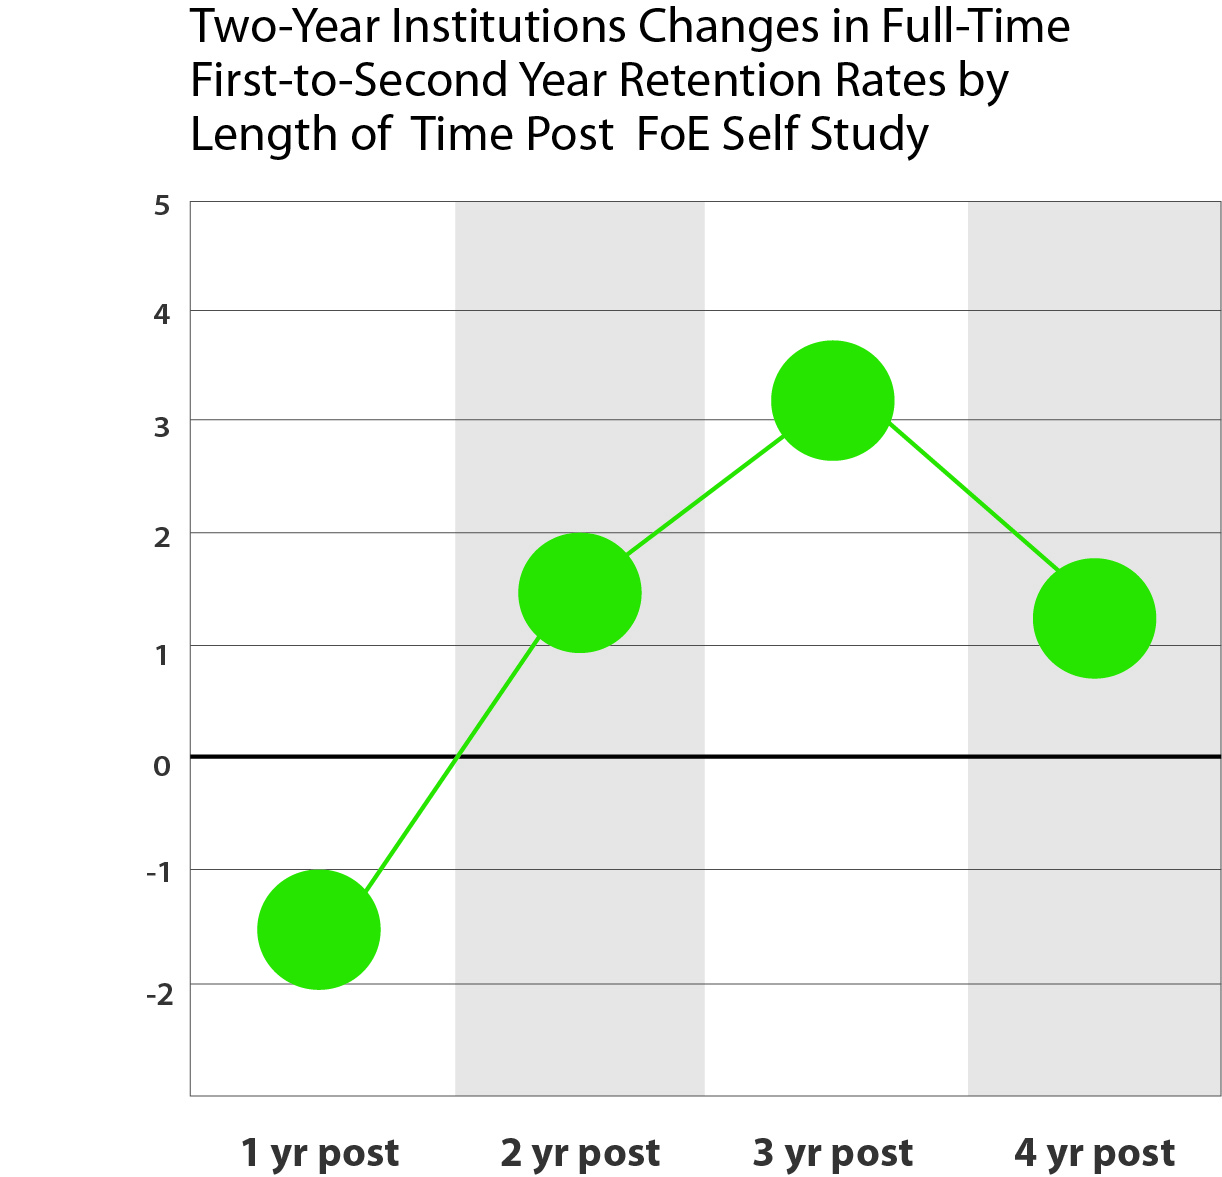 Two-Year Institutions Changes in Full-Time
First-to-Second Year Retention Rates by
Length of Time Post FoE Self Study
5
4
3
2
1
0
-1
-2
1 yr post 2 yr post 3 yr post 4 yr post